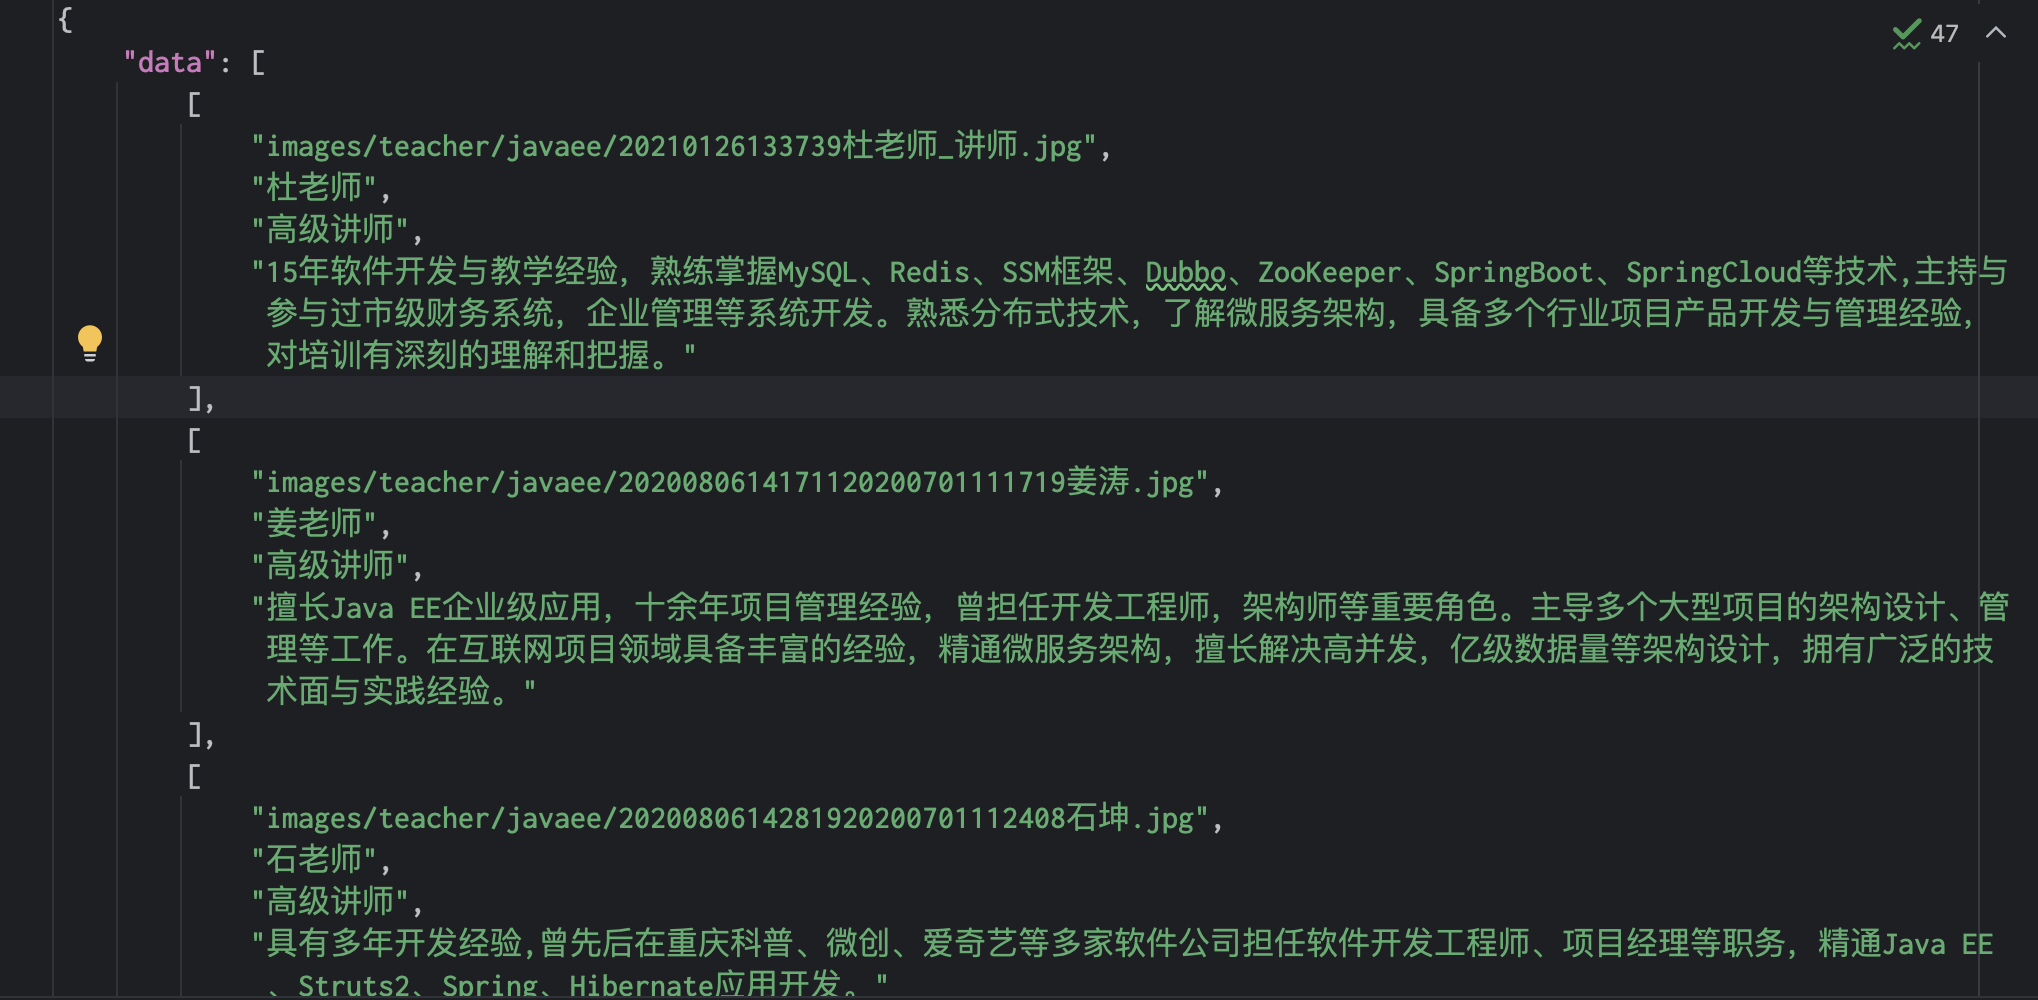 {
47
"data": [
[
"images/teacher/javaee/20210126133739杜老师_讲师.jpg",
"杜老师",
"高级讲师",
"15年软件开发与教学经验，熟练掌握MySQL、Redis、SSM框架、Dubbo、ZooKeeper、SpringBoot、SpringCloud等技术,主持与
参与过市级财务系统，企业管理等系统开发。熟悉分布式技术，了解微服务架构，具备多个行业项目产品开发与管理经验，
对培训有深刻的理解和把握。"
],
[
"images/teacher/javaee/2020080614171120200701111719姜涛.jpg",
"姜老师",
"高级讲师",
"擅长Java EE企业级应用，十余年项目管理经验，曾担任开发工程师，架构师等重要角色。主导多个大型项目的架构设计、管
理等工作。在互联网项目领域具备丰富的经验，精通微服务架构，擅长解决高并发，亿级数据量等架构设计，拥有广泛的技
术面与实践经验。"
],
[
"images/teacher/javaee/2020080614281920200701112408石坤.jpg",
"石老师",
"高级讲师",
"具有多年开发经验,曾先后在重庆科普、微创、爱奇艺等多家软件公司担任软件开发工程师、项目经理等职务，精通Java EE
、Struts2、Spring、Hibernate应用开发。"